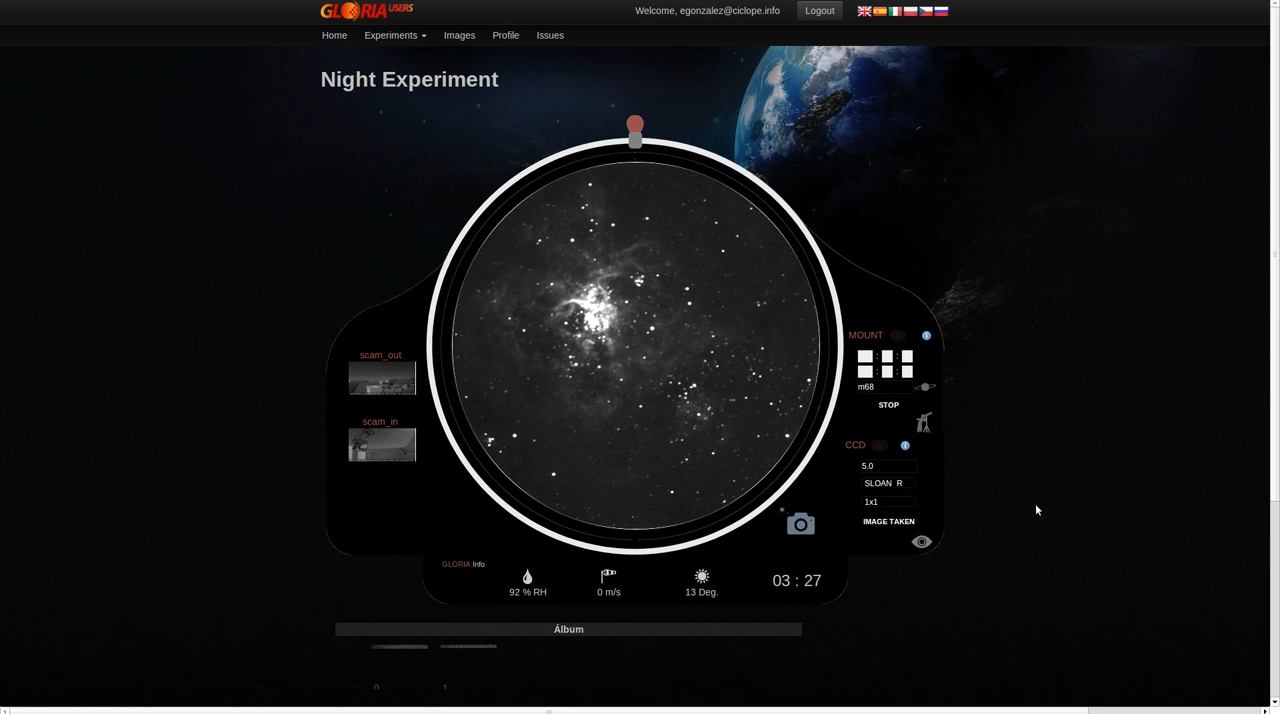 GLORIA USERS
Welcome, egonzalez@ciclope.info
Logout
Home Experiments Images Profile Issues
Night Experiment
scam_out
scam_in
MOUNT
: :
: :
m68
STOP
CCD
5.0
SLOAN R
1x1
IMAGE TAKEN
GLORIA Info
92 % RH
0 m/s
13 Deg.
03 : 27
Álbum
0 1